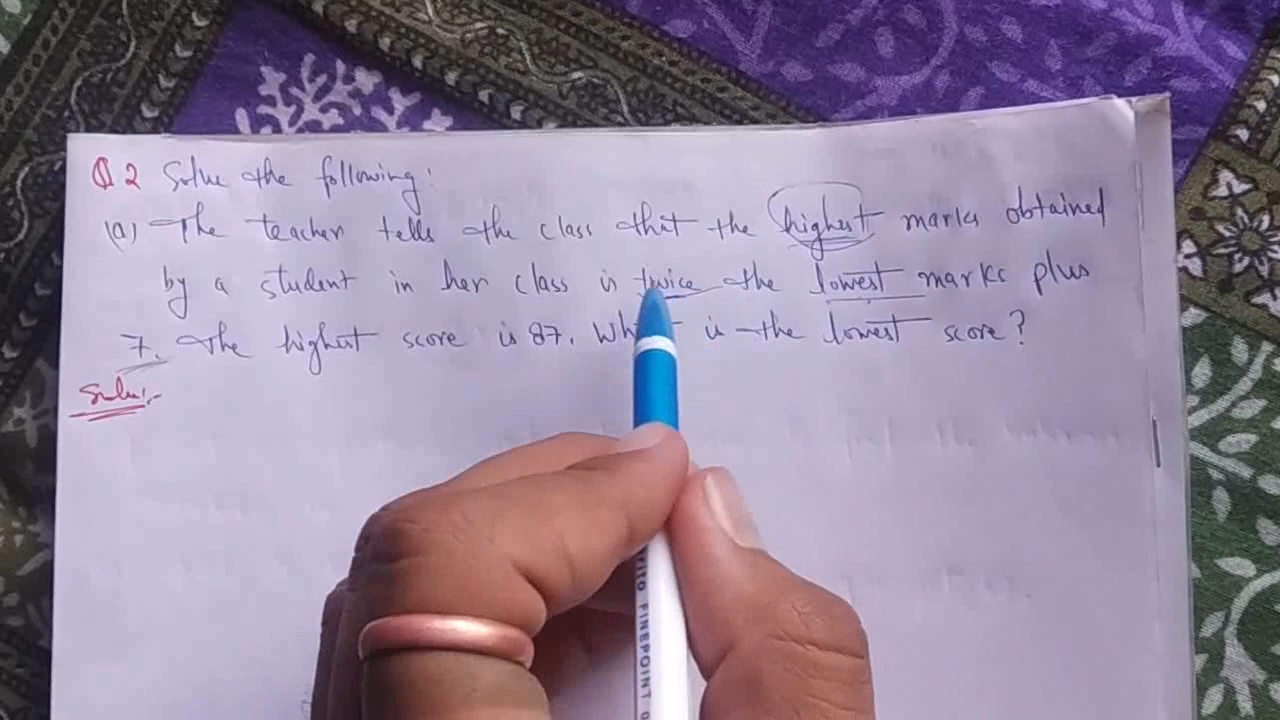 Q 2 Solve the following:
(a) The teacher tells the class that the highest marks obtained
by a student in her class is twice the lowest marks plus
7. The highest score is 87. What is the lowest score?
Soln:-
FINEPOINT